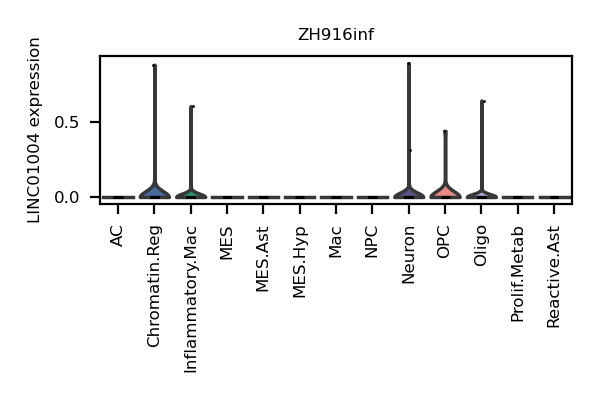 ZH916inf
LINC01004 expression
0.5
0.0
AC
Chromatin.Reg
Inflammatory.Mac
MES
MES.Ast
MES.Hyp
Mac
NPC
Neuron
OPC
Oligo
Prolif.Metab
Reactive.Ast